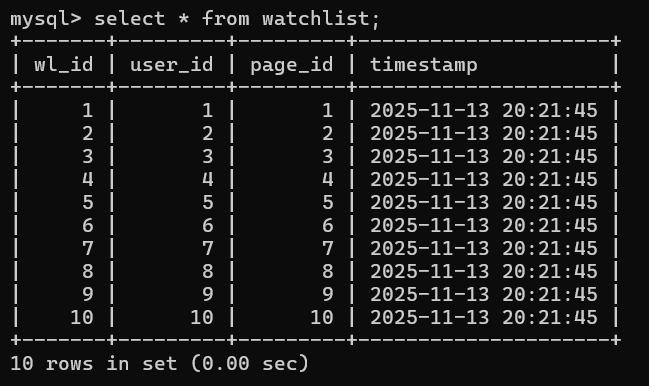 mysql> select * from watchlist;
+-------+---------+---------+---------------------+
| wl_id | user_id | page_id | timestamp           |
+-------+---------+---------+---------------------+
|     1 |       1 |       1 | 2025-11-13 20:21:45 |
|     2 |       2 |       2 | 2025-11-13 20:21:45 |
|     3 |       3 |       3 | 2025-11-13 20:21:45 |
|     4 |       4 |       4 | 2025-11-13 20:21:45 |
|     5 |       5 |       5 | 2025-11-13 20:21:45 |
|     6 |       6 |       6 | 2025-11-13 20:21:45 |
|     7 |       7 |       7 | 2025-11-13 20:21:45 |
|     8 |       8 |       8 | 2025-11-13 20:21:45 |
|     9 |       9 |       9 | 2025-11-13 20:21:45 |
|    10 |      10 |      10 | 2025-11-13 20:21:45 |
+-------+---------+---------+---------------------+
10 rows in set (0.00 sec)